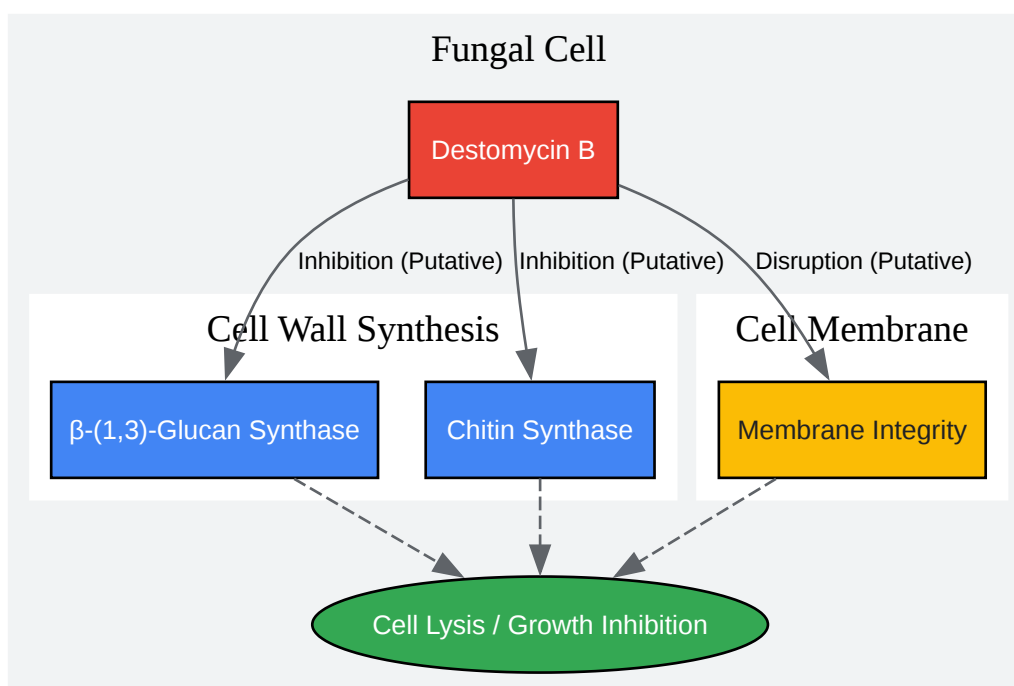 Fungal Cell
Destomycin B
Inhibition (Putative)
Inhibition (Putative)
Disruption (Putative)
Cell Wall Synthesis
Cell Membrane
β-(1,3)-Glucan Synthase
Chitin Synthase
Membrane Integrity
Cell Lysis / Growth Inhibition